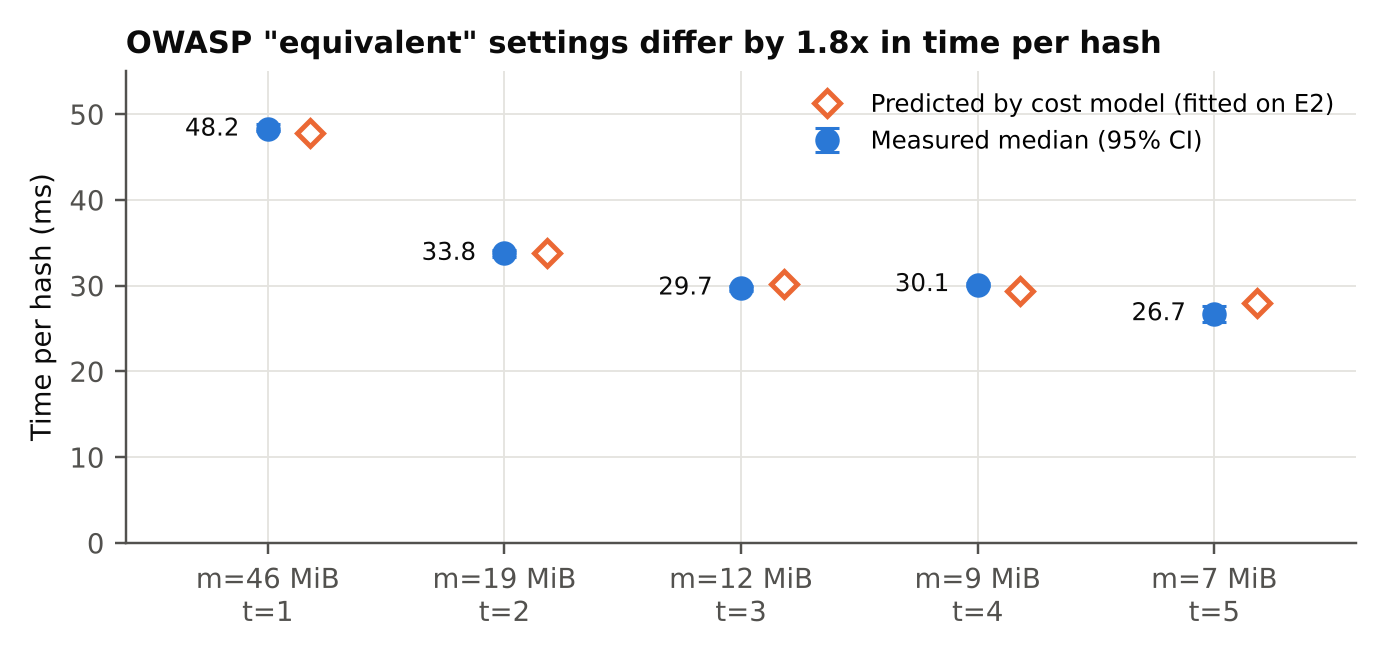 OWASP "equivalent" settings differ by 1.8x in time per hash
Predicted by cost model (fitted on E2)
Measured median (95% CI)
Time per hash (ms)
50
40
30
20
10
0
48.2
33.8
29.7
30.1
26.7
m=46 MiB
t=1
m=19 MiB
t=2
m=12 MiB
t=3
m=9 MiB
t=4
m=7 MiB
t=5